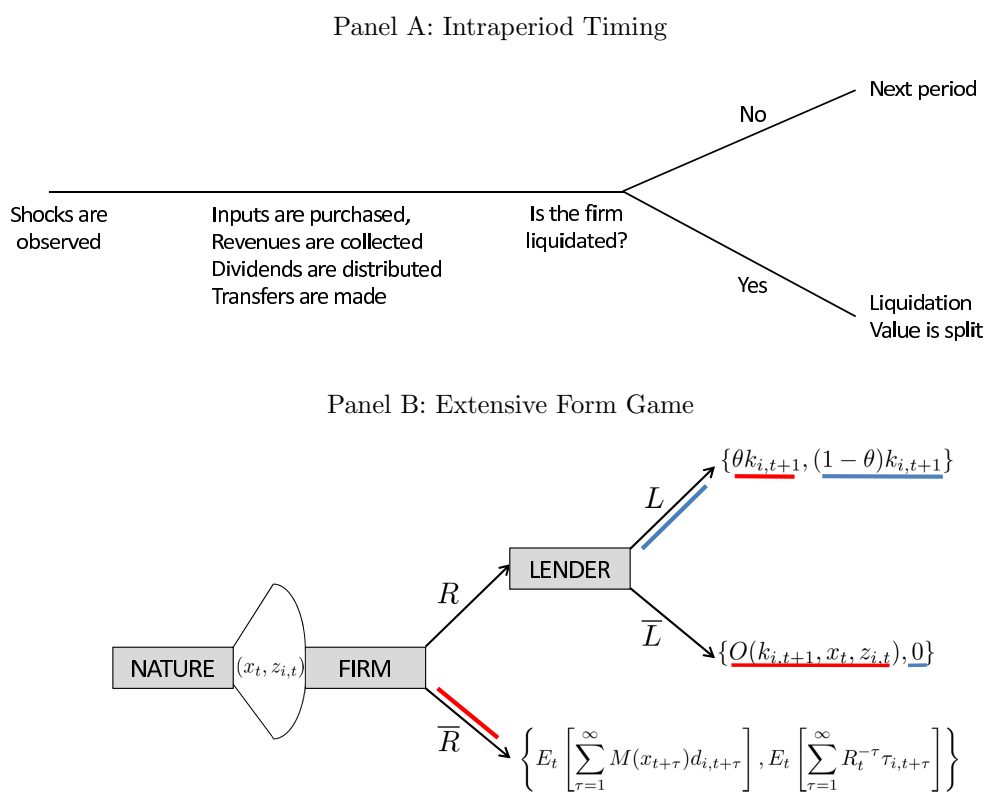 Panel A: Intraperiod Timing
Next period
No
Shocks are
observed
Inputs are purchased,
Revenues are collected
Dividends are distributed
Transfers are made
Is the firm
liquidated?
Yes
Liquidation
Value is split
Panel B: Extensive Form Game
{θk_{i,t+1}, (1 − θ)k_{i,t+1}}
L
LENDER
R
L̅
{O(k_{i,t+1}, x_t, z_{i,t}), 0}
NATURE
(x_t, z_{i,t})
FIRM
R̅
{E_t [∑_{τ=1}^{∞} M(x_{t+τ})d_{i,t+τ}], E_t [∑_{τ=1}^{∞} R_t^{−τ} τ_{i,t+τ}]}